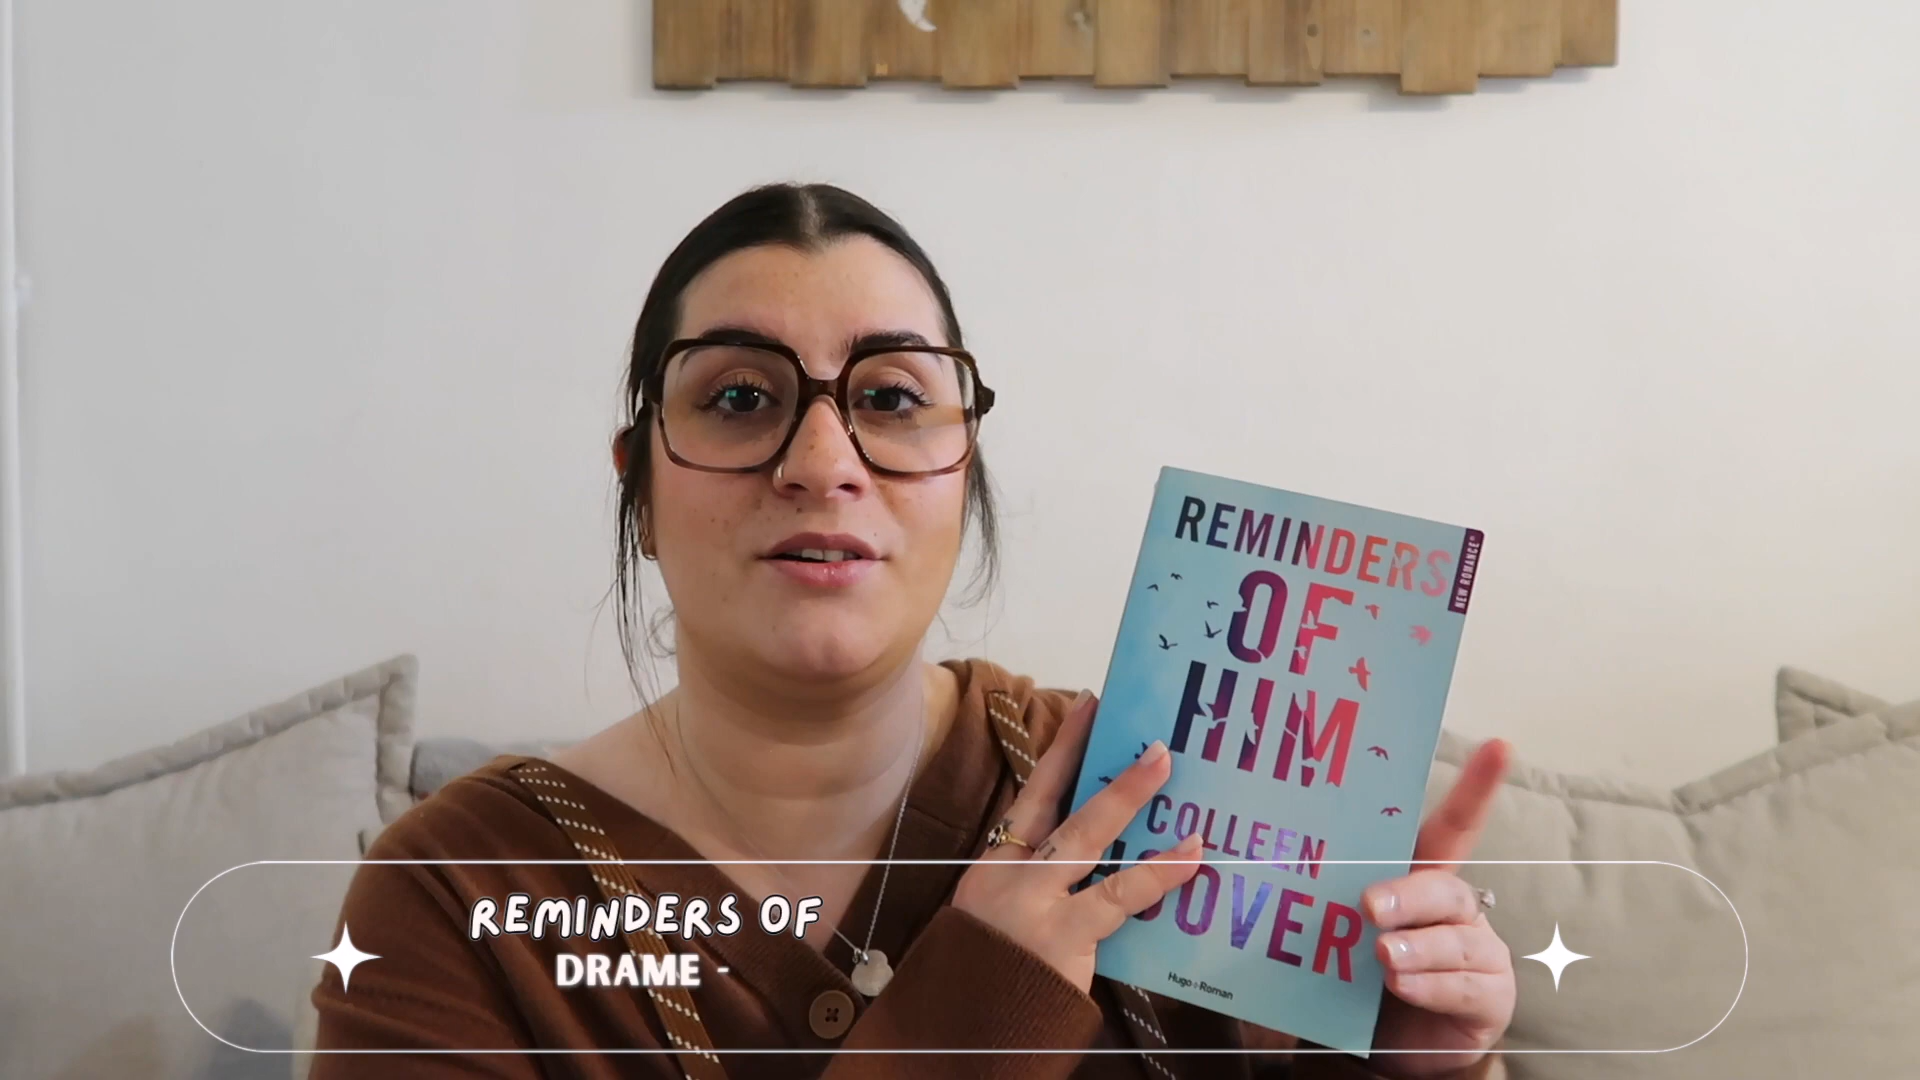 REMINDERS
OF
HIM
NEW ROMANCE
COLLEEN
HOOVER
Hugo Roman
REMINDERS OF
DRAME -